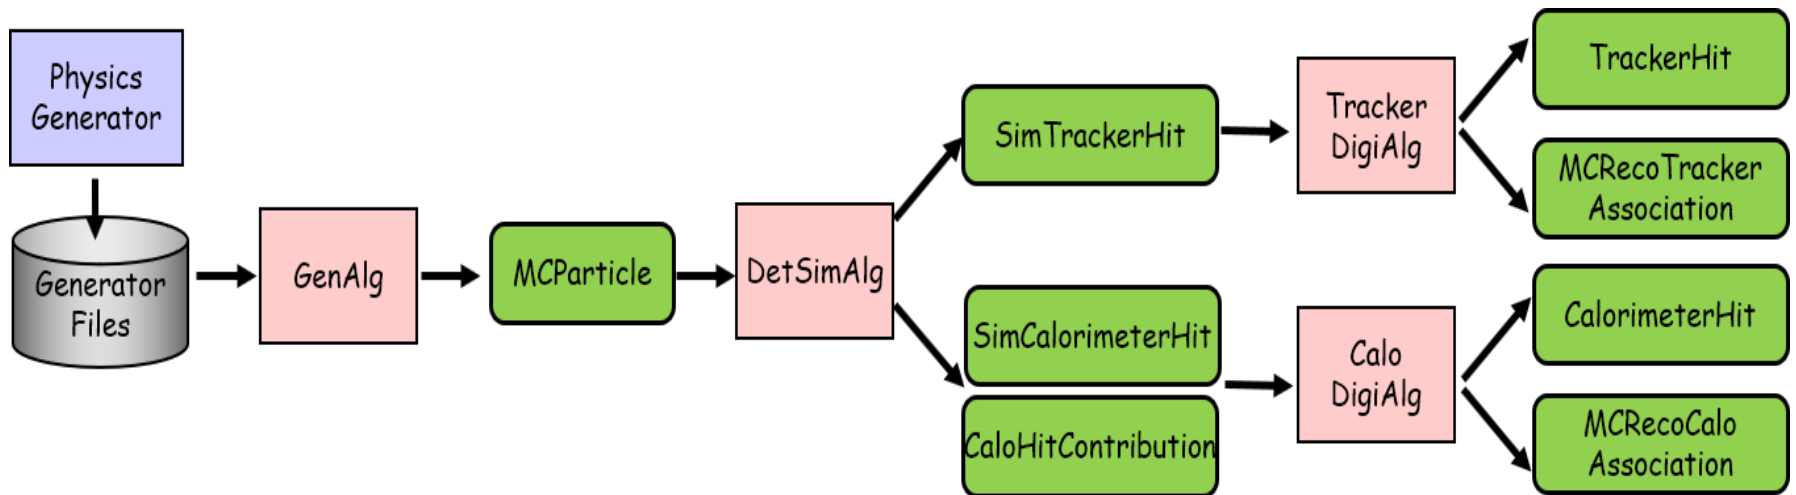 Physics
Generator
Generator
Files
GenAlg
MCParticle
DetSimAlg
SimTrackerHit
SimCalorimeterHit
CaloHitContribution
Tracker
DigiAlg
Calo
DigiAlg
TrackerHit
MCRecoTracker
Association
CalorimeterHit
MCRecoCalo
Association